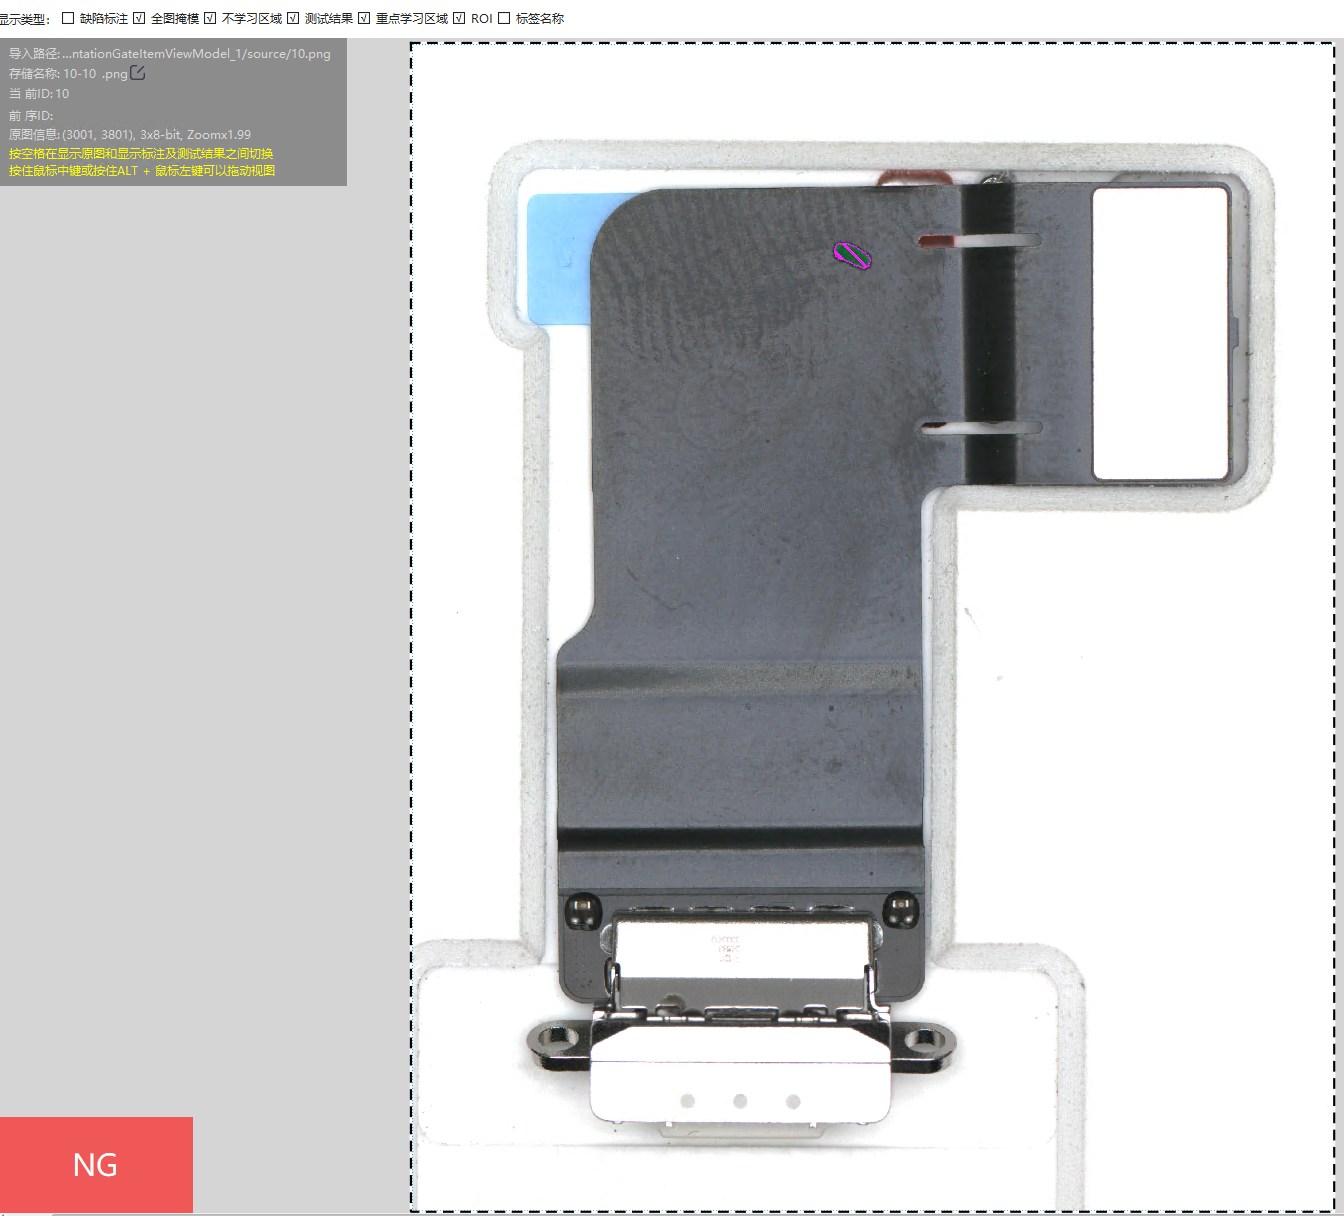 显示类型: 缺陷标注 全图掩模 不学习区域 测试结果 重点学习区域 ROI 标签名称
导入路径: ...ntationGateItemViewModel_1/source/10.png
存储名称: 10-10 .png
当 前ID: 10
前 序ID:
原图信息: (3001, 3801), 3x8-bit, Zoomx1.99
按空格在显示原图和显示标注及测试结果之间切换
按住鼠标中键或按住ALT + 鼠标左键可以拖动视图
NG